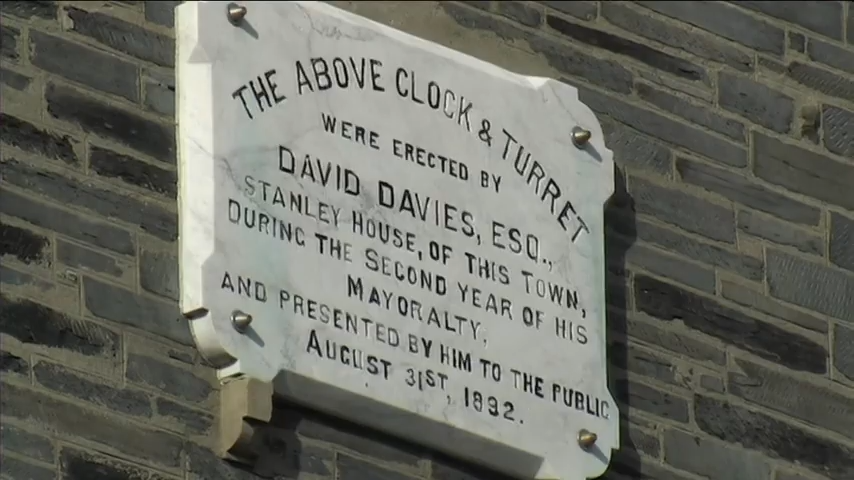 THE ABOVE CLOCK & TURRET
WERE ERECTED BY
DAVID DAVIES, ESQ.,
STANLEY HOUSE, OF THIS TOWN,
DURING THE SECOND YEAR OF HIS
MAYORALTY,
AND PRESENTED BY HIM TO THE PUBLIC
AUGUST 31ST, 1892.